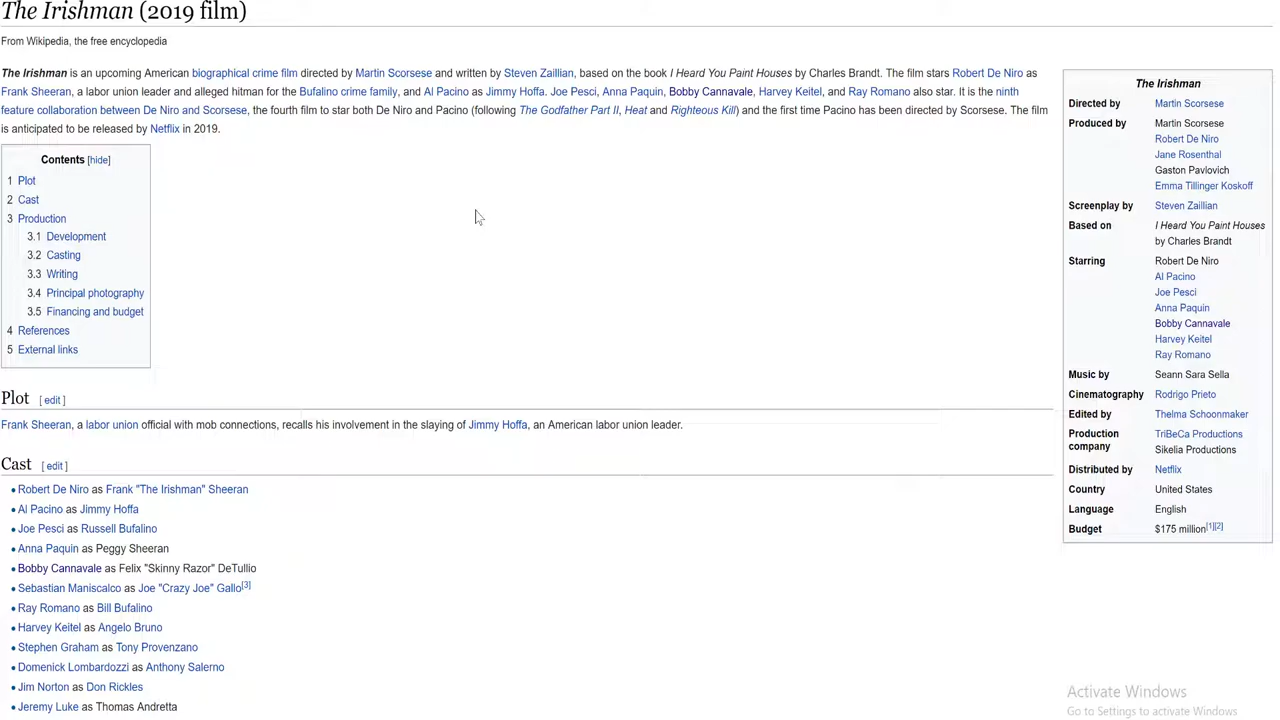 The Irishman (2019 film)
From Wikipedia, the free encyclopedia
The Irishman is an upcoming American biographical crime film directed by Martin Scorsese and written by Steven Zaillian, based on the book I Heard You Paint Houses by Charles Brandt. The film stars Robert De Niro as
Frank Sheeran, a labor union leader and alleged hitman for the Bufalino crime family, and Al Pacino as Jimmy Hoffa. Joe Pesci, Anna Paquin, Bobby Cannavale, Harvey Keitel, and Ray Romano also star. It is the ninth
feature collaboration between De Niro and Scorsese, the fourth film to star both De Niro and Pacino (following The Godfather Part II, Heat and Righteous Kill) and the first time Pacino has been directed by Scorsese. The film
is anticipated to be released by Netflix in 2019.
Contents [hide]
1 Plot
2 Cast
3 Production
3.1 Development
3.2 Casting
3.3 Writing
3.4 Principal photography
3.5 Financing and budget
4 References
5 External links
Plot [ edit ]
Frank Sheeran, a labor union official with mob connections, recalls his involvement in the slaying of Jimmy Hoffa, an American labor union leader.
Cast [ edit ]
• Robert De Niro as Frank "The Irishman" Sheeran
• Al Pacino as Jimmy Hoffa
• Joe Pesci as Russell Bufalino
• Anna Paquin as Peggy Sheeran
• Bobby Cannavale as Felix "Skinny Razor" DeTullio
• Sebastian Maniscalco as Joe "Crazy Joe" Gallo[3]
• Ray Romano as Bill Bufalino
• Harvey Keitel as Angelo Bruno
• Stephen Graham as Tony Provenzano
• Domenick Lombardozzi as Anthony Salerno
• Jim Norton as Don Rickles
• Jeremy Luke as Thomas Andretta
The Irishman
Directed by Martin Scorsese
Produced by Martin Scorsese
Robert De Niro
Jane Rosenthal
Gaston Pavlovich
Emma Tillinger Koskoff
Screenplay by Steven Zaillian
Based on I Heard You Paint Houses
by Charles Brandt
Starring Robert De Niro
Al Pacino
Joe Pesci
Anna Paquin
Bobby Cannavale
Harvey Keitel
Ray Romano
Music by Seann Sara Sella
Cinematography Rodrigo Prieto
Edited by Thelma Schoonmaker
Production TriBeCa Productions
company Sikelia Productions
Distributed by Netflix
Country United States
Language English
Budget $175 million[1][2]
Activate Windows
Go to Settings to activate Windows